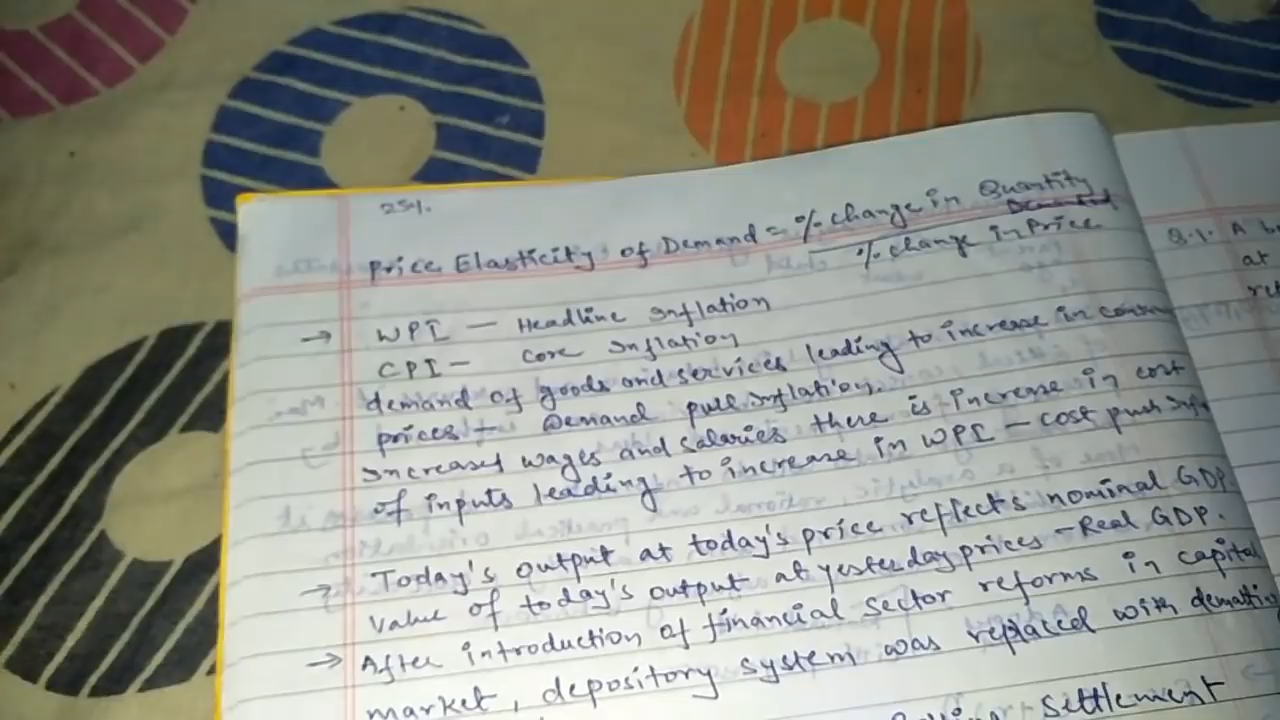 254.
Price Elasticity of Demand = % change in Quantity Demanded
% change in Price
→ WPI — Headline Inflation
CPI — Core Inflation
demand of goods and services leading to increase in
prices — Demand pull inflation.
Increased wages and salaries there is increase in cost
of inputs leading to increase in WPI — cost push
→ Today's output at today's price reflects nominal GDP
Value of today's output at yesterday prices — Real GDP.
→ After introduction of financial sector reforms in capital
market, depository system was replaced with
Settlement
Q.1. A
at